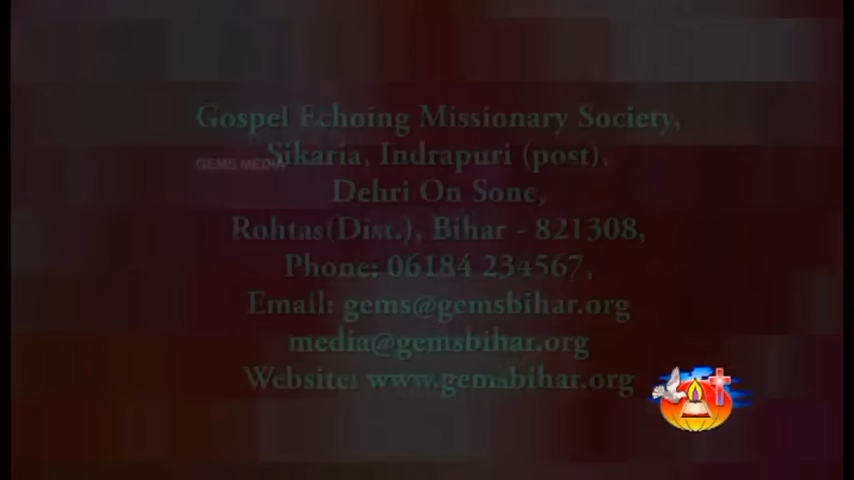 Gospel Echoing Missionary Society,
Sikaria, Indrapuri (post),
GEMS MEDIA
Dehri On Sone,
Rohtas(Dist.), Bihar - 821308,
Phone: 06184 234567,
Email: gems@gemsbihar.org
media@gemsbihar.org
Website: www.gemsbihar.org